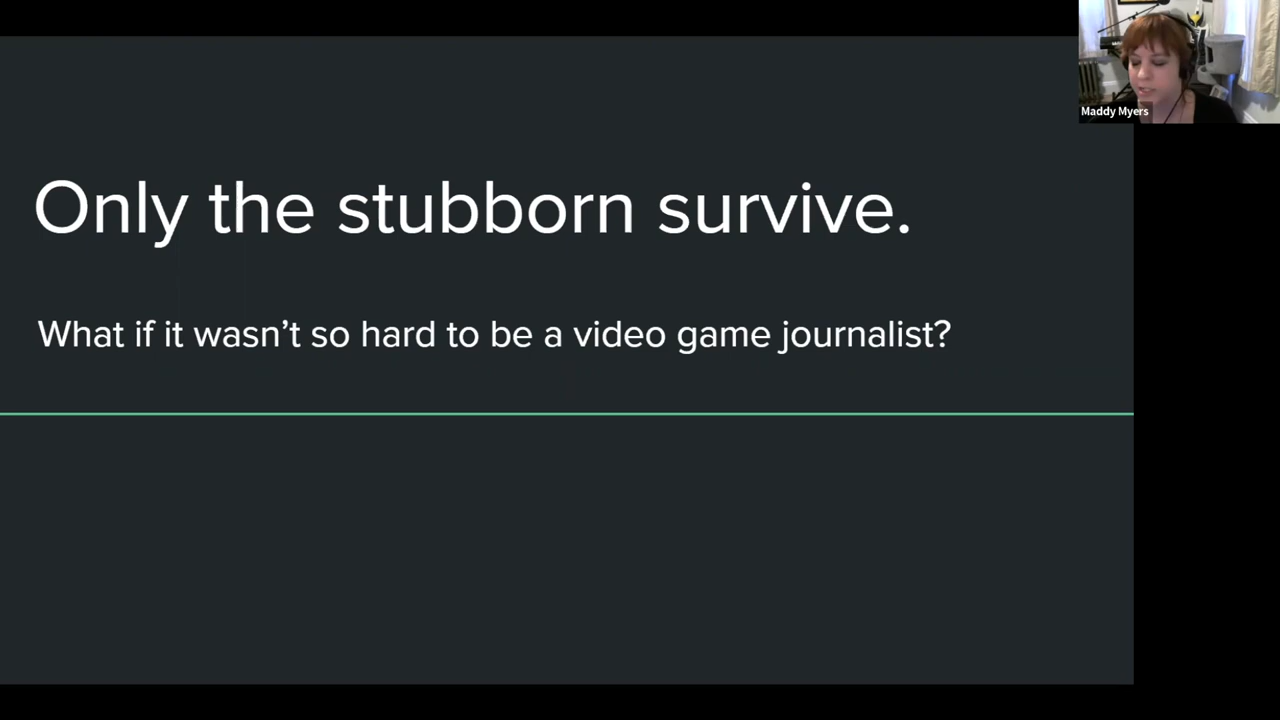 Maddy Myers
Only the stubborn survive.
What if it wasn’t so hard to be a video game journalist?